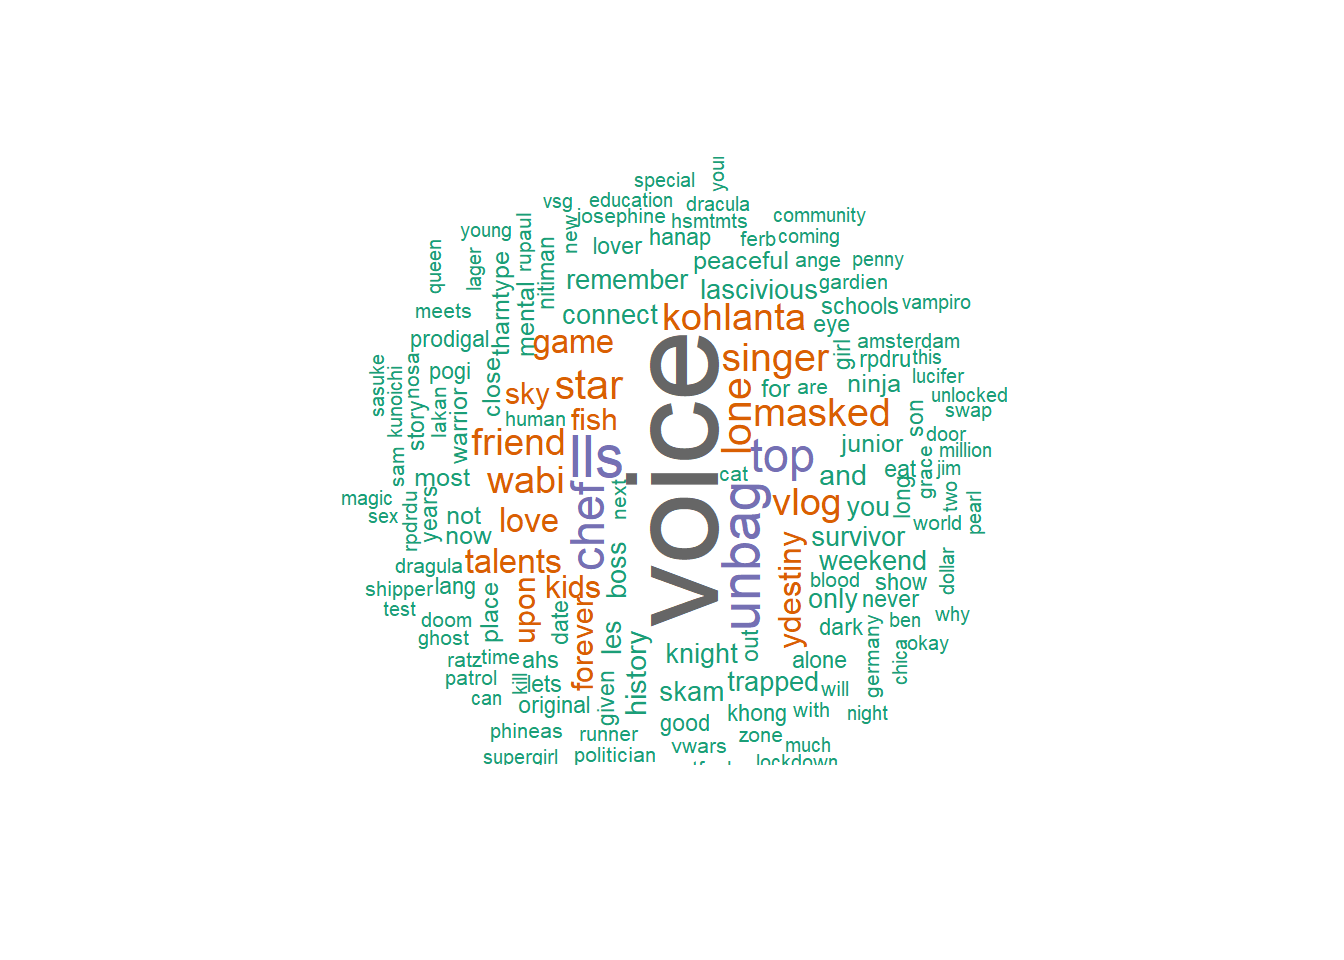 special
your
vsg
education
dracula
josephine
hsmtmts
community
young
new
rupaul
lover
hanap
ferb
coming
queen
lager
tharntype
nitiman
remember
peaceful
ange
penny
mental
lascivious
gardien
meets
connect
kohlanta
schools
vampiro
eye
prodigal
game
voice
singer
girl
amsterdam
rpdru
this
sasuke
kunoichi
nosa
pogi
close
sky
star
lone
for
are
ninja
lucifer
unlocked
lakan
story
warrior
human
fish
masked
son
swap
friend
lls
top
junior
door
million
sam
most
wabi
chef
next
cat
and
eat
grace
jim
magic
sex
rpdrdu
years
not
love
unbag
vlog
you
long
two
pearl
world
now
survivor
dragula
talents
boss
ydestiny
weekend
shipper
lang
kids
blood
show
dollar
test
place
upon
forever
date
only
never
doom
les
dark
ben
why
ghost
history
out
germany
okay
ratz
time
ahs
knight
alone
chica
patrol
kill
lets
given
skam
trapped
will
can
original
good
khong
with
night
phineas
runner
zone
supergirl
politician
vwars
much
lockdown